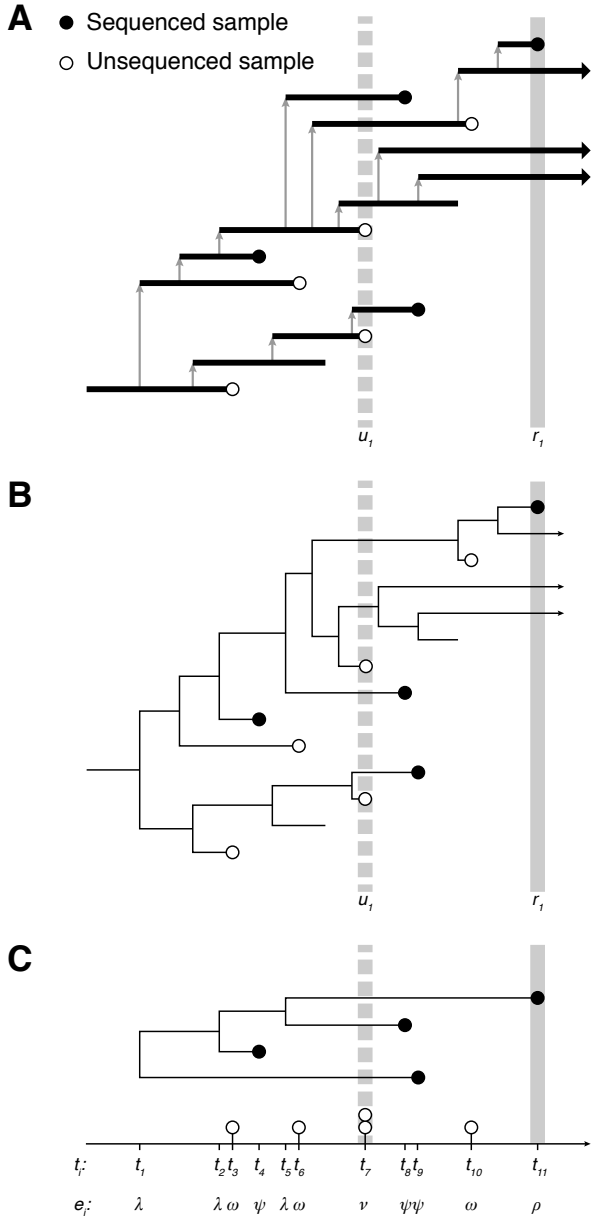 A
Sequenced sample
Unsequenced sample
u₁ r₁
B
u₁ r₁
C
tᵢ: t₁ t₂ t₃ t₄ t₅ t₆ t₇ t₈ t₉ t₁₀ t₁₁
eᵢ: λ λ ω ψ λ ω ν ψ ψ ω ρ